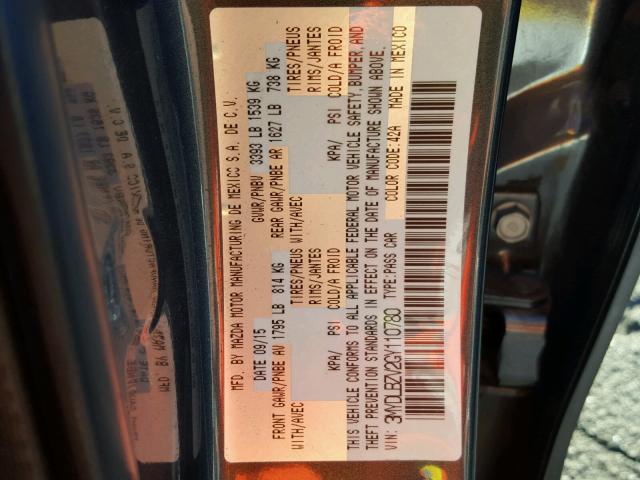 MFD. BY MAZDA MOTOR MANUFACTURING DE MEXICO S.A. DE C.V.
DATE 09/15 GVWR/PNBV 3393 LB 1539 KG
FRONT GAWR/PNBE AV 1795 LB 814 KG REAR GAWR/PNBE AR 1627 LB 738 KG
WITH/AVEC TIRES/PNEUS WITH/AVEC TIRES/PNEUS
RIMS/JANTES RIMS/JANTES
KPA/ PSI COLD/A FROID KPA/ PSI COLD/A FROID
THIS VEHICLE CONFORMS TO ALL APPLICABLE FEDERAL MOTOR VEHICLE SAFETY,BUMPER,AND
THEFT PREVENTION STANDARDS IN EFFECT ON THE DATE OF MANUFACTURE SHOWN ABOVE.
VIN: 3MYDLBZV2GY110780 TYPE:PASS CAR COLOR CODE:42A MADE IN MEXICO